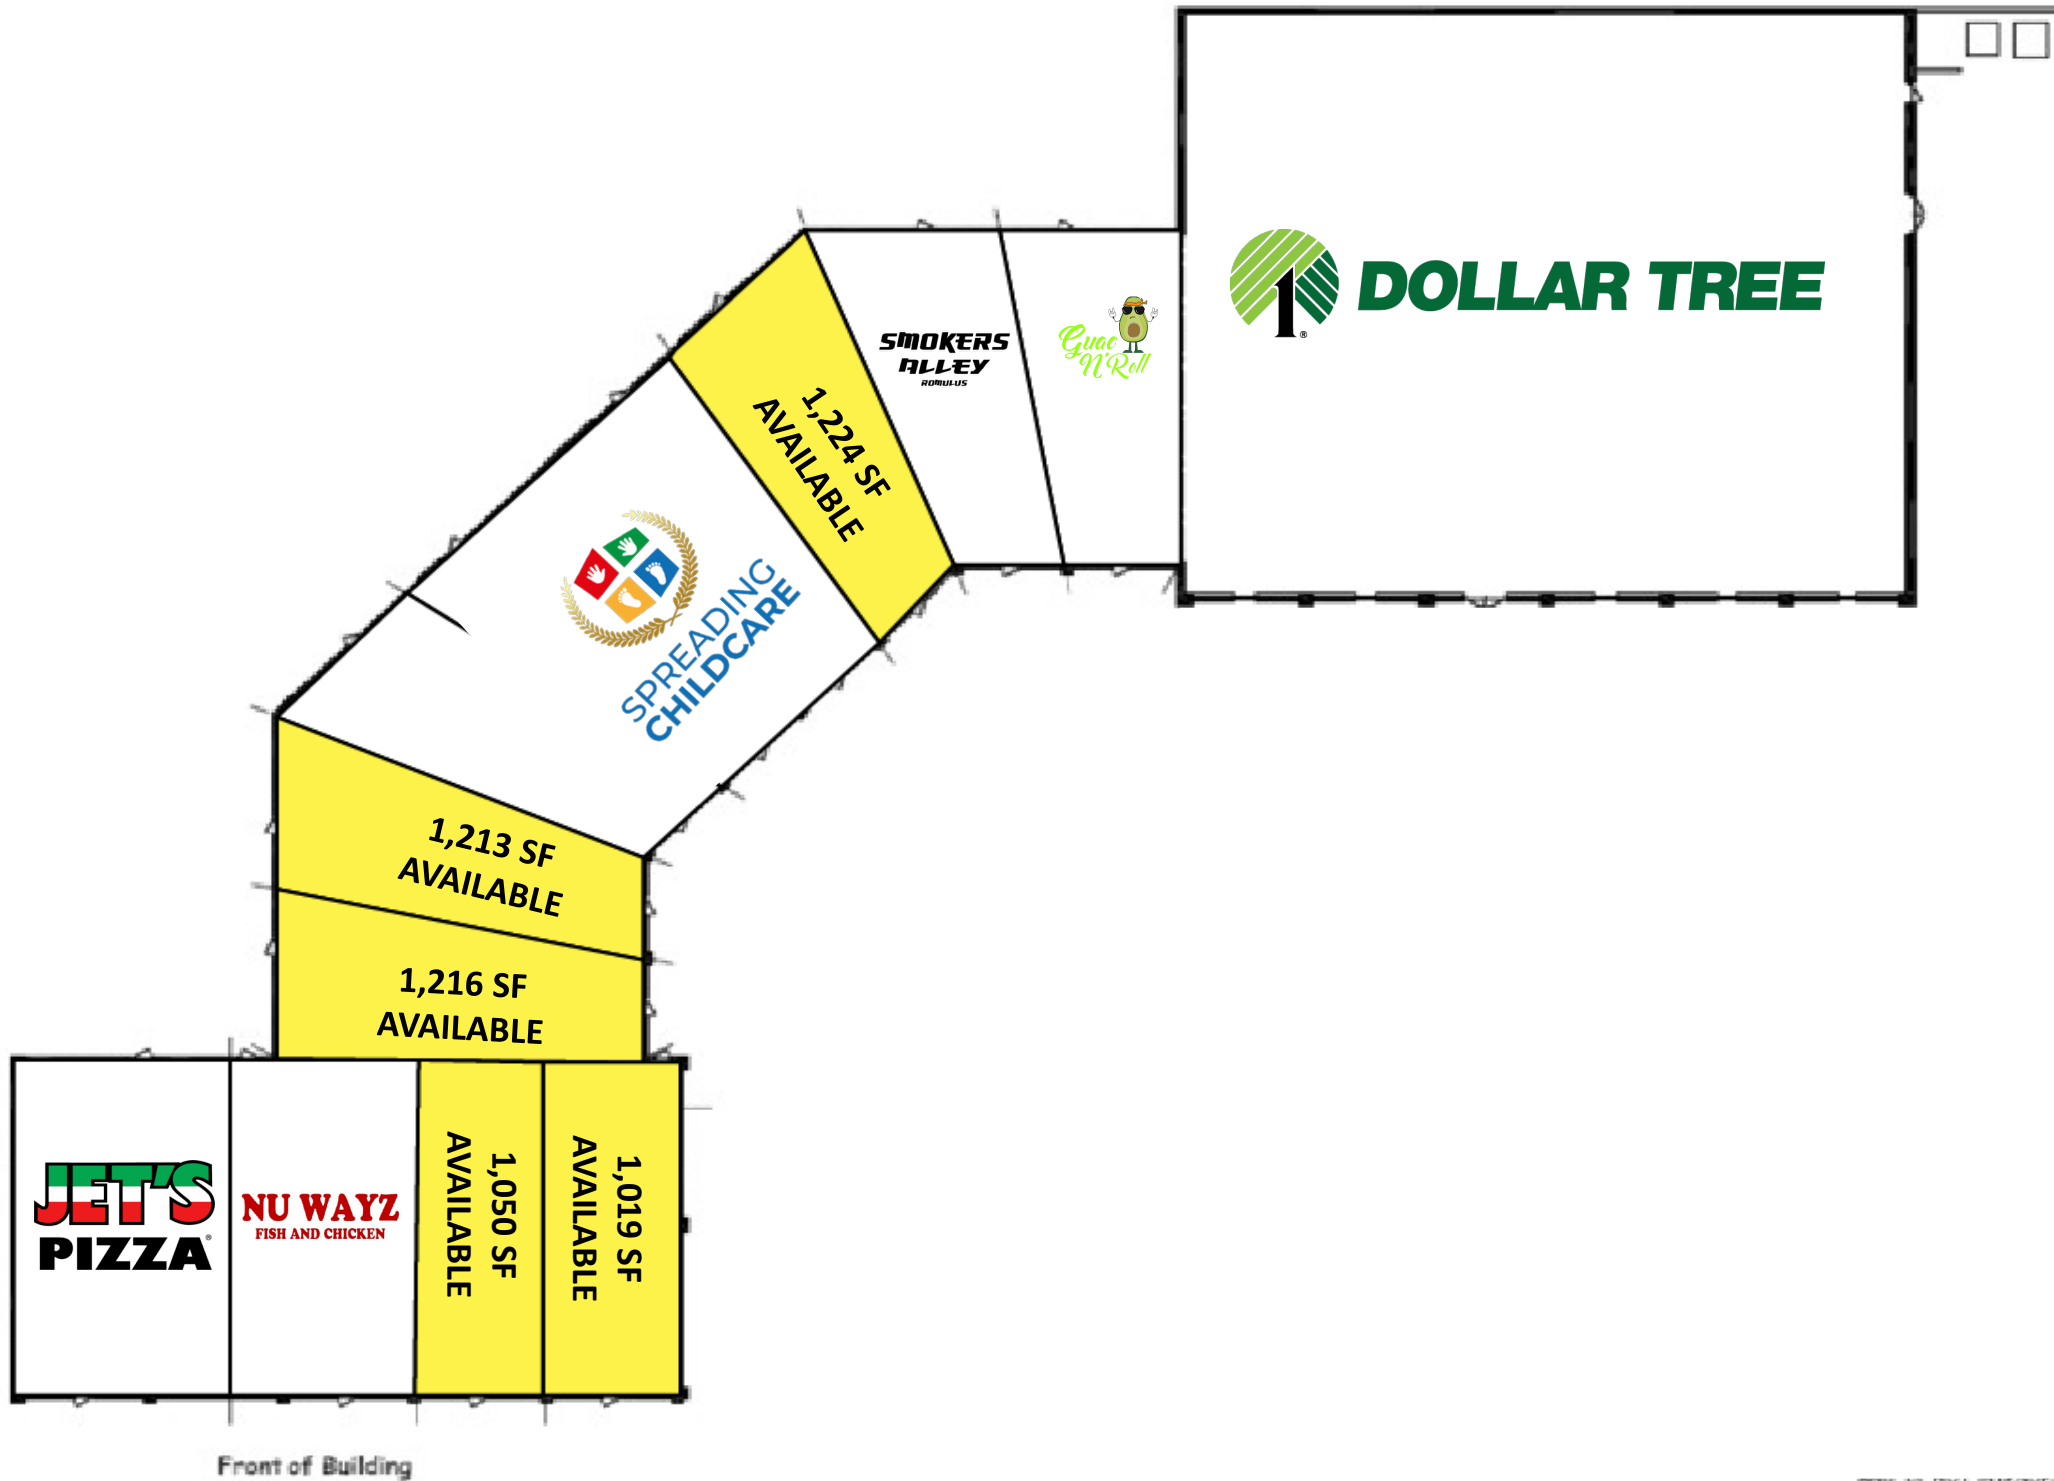 DOLLAR TREE
®
SMOKERS
ALLEY
ROMULUS
Guac
N'Roll
1,224 SF
AVAILABLE
SPREADING
CHILDCARE
1,213 SF
AVAILABLE
1,216 SF
AVAILABLE
JET'S
PIZZA®
NU WAYZ
FISH AND CHICKEN
1,050 SF
AVAILABLE
1,019 SF
AVAILABLE
Front of Building